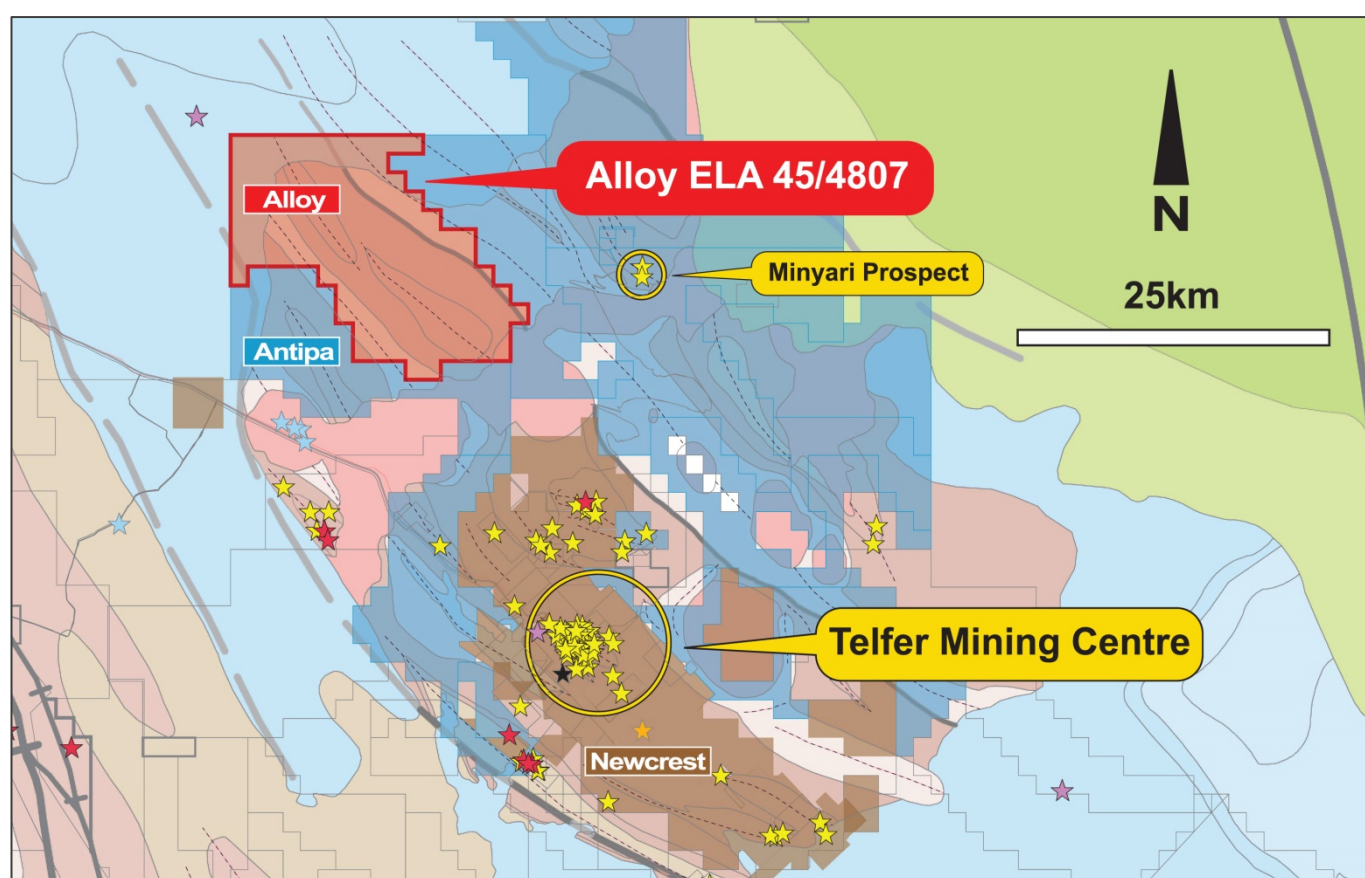 Alloy ELA 45/4807
Alloy
N
Minyari Prospect
25km
Antipa
Telfer Mining Centre
Newcrest